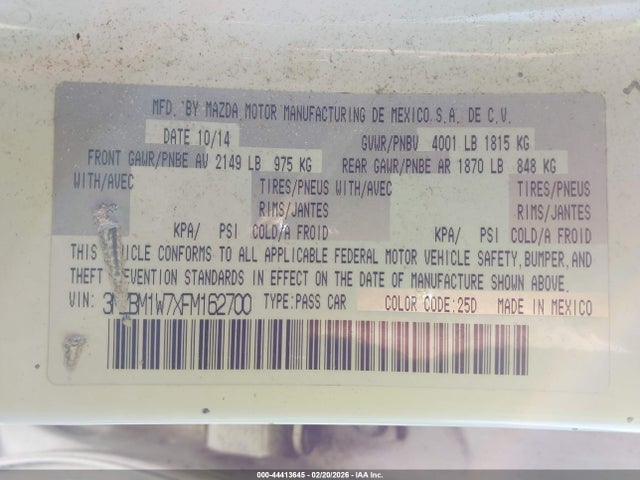 MFD. BY MAZDA MOTOR MANUFACTURING DE MEXICO S.A. DE C.V.
DATE 10/14 GVWR/PNBV 4001 LB 1815 KG
FRONT GAWR/PNBE AV 2149 LB 975 KG REAR GAWR/PNBE AR 1870 LB 848 KG
WITH/AVEC TIRES/PNEUS WITH/AVEC TIRES/PNEUS
RIMS/JANTES RIMS/JANTES
KPA/ PSI COLD/A FROID KPA/ PSI COLD/A FROID
THIS VEHICLE CONFORMS TO ALL APPLICABLE FEDERAL MOTOR VEHICLE SAFETY, BUMPER, AND
THEFT PREVENTION STANDARDS IN EFFECT ON THE DATE OF MANUFACTURE SHOWN ABOVE.
VIN: TYPE: PASS CAR COLOR CODE: 25D MADE IN MEXICO
000-44413645 - 02/20/2026 - IAA Inc.